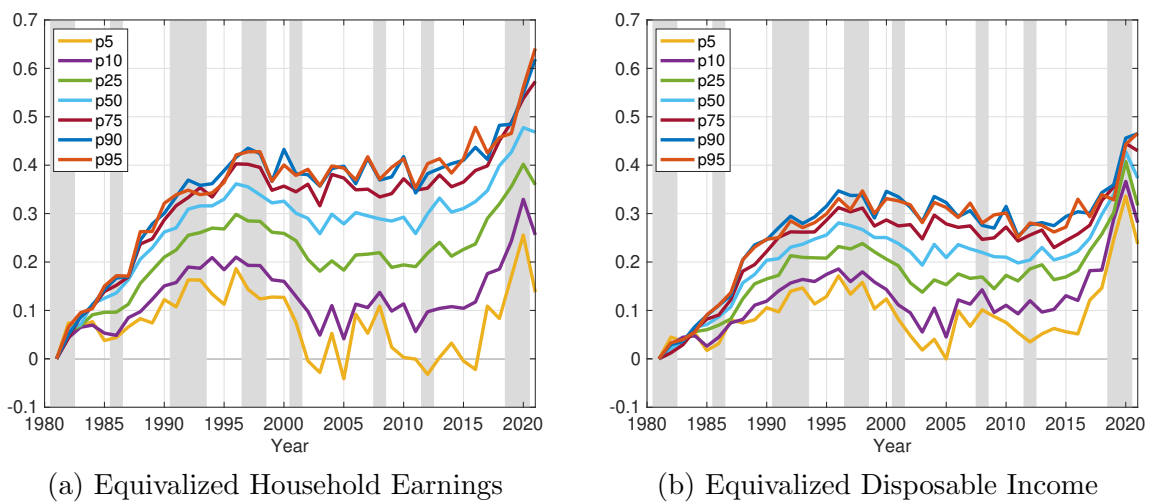 0.7
0.6
0.5
0.4
0.3
0.2
0.1
0
-0.1
p5
p10
p25
p50
p75
p90
p95
1980 1985 1990 1995 2000 2005 2010 2015 2020
Year
(a) Equivalized Household Earnings
0.7
0.6
0.5
0.4
0.3
0.2
0.1
0
-0.1
p5
p10
p25
p50
p75
p90
p95
1980 1985 1990 1995 2000 2005 2010 2015 2020
Year
(b) Equivalized Disposable Income